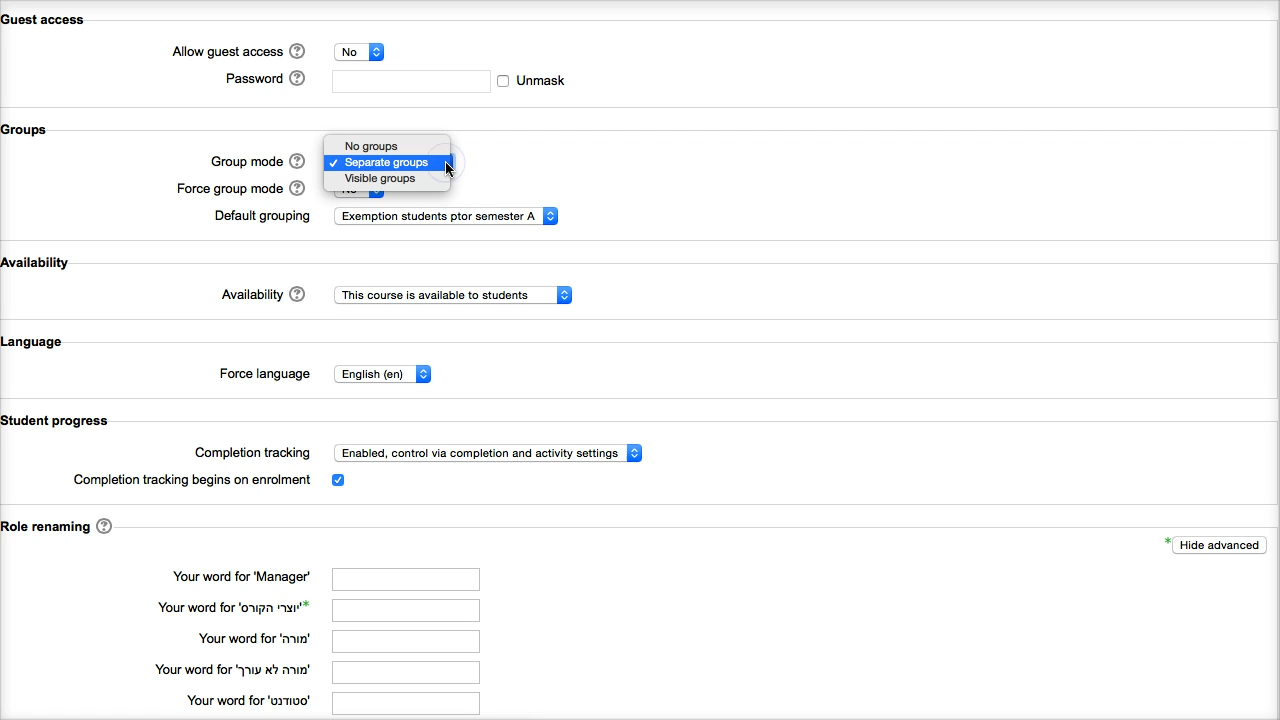 Guest access
Allow guest access ? No
Password ? Unmask
Groups
No groups
Group mode ? ✓ Separate groups
Visible groups
Force group mode ? No
Default grouping Exemption students ptor semester A
Availability
Availability ? This course is available to students
Language
Force language English (en)
Student progress
Completion tracking Enabled, control via completion and activity settings
Completion tracking begins on enrolment
Role renaming ?
* Hide advanced
Your word for 'Manager'
Your word for 'יוצרי הקורס'*
Your word for 'מורה'
Your word for 'מורה לא עורך'
Your word for 'סטודנט'